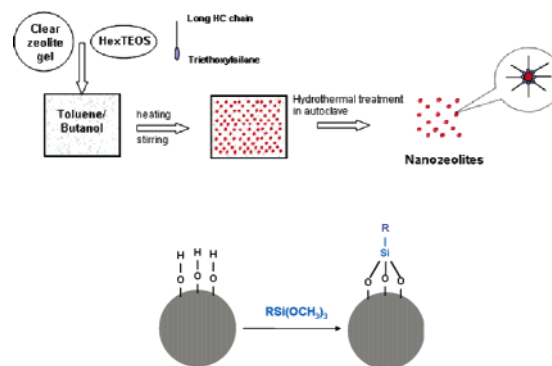 Clear
zeolite
gel
HexTEOS
Long HC chain
Triethoxylsilane
Toluene/
Butanol
heating
stirring
Hydrothermal treatment
in autoclave
Nanozeolites
H H H
O O O
RSi(OCH3)3
R
Si
O O O